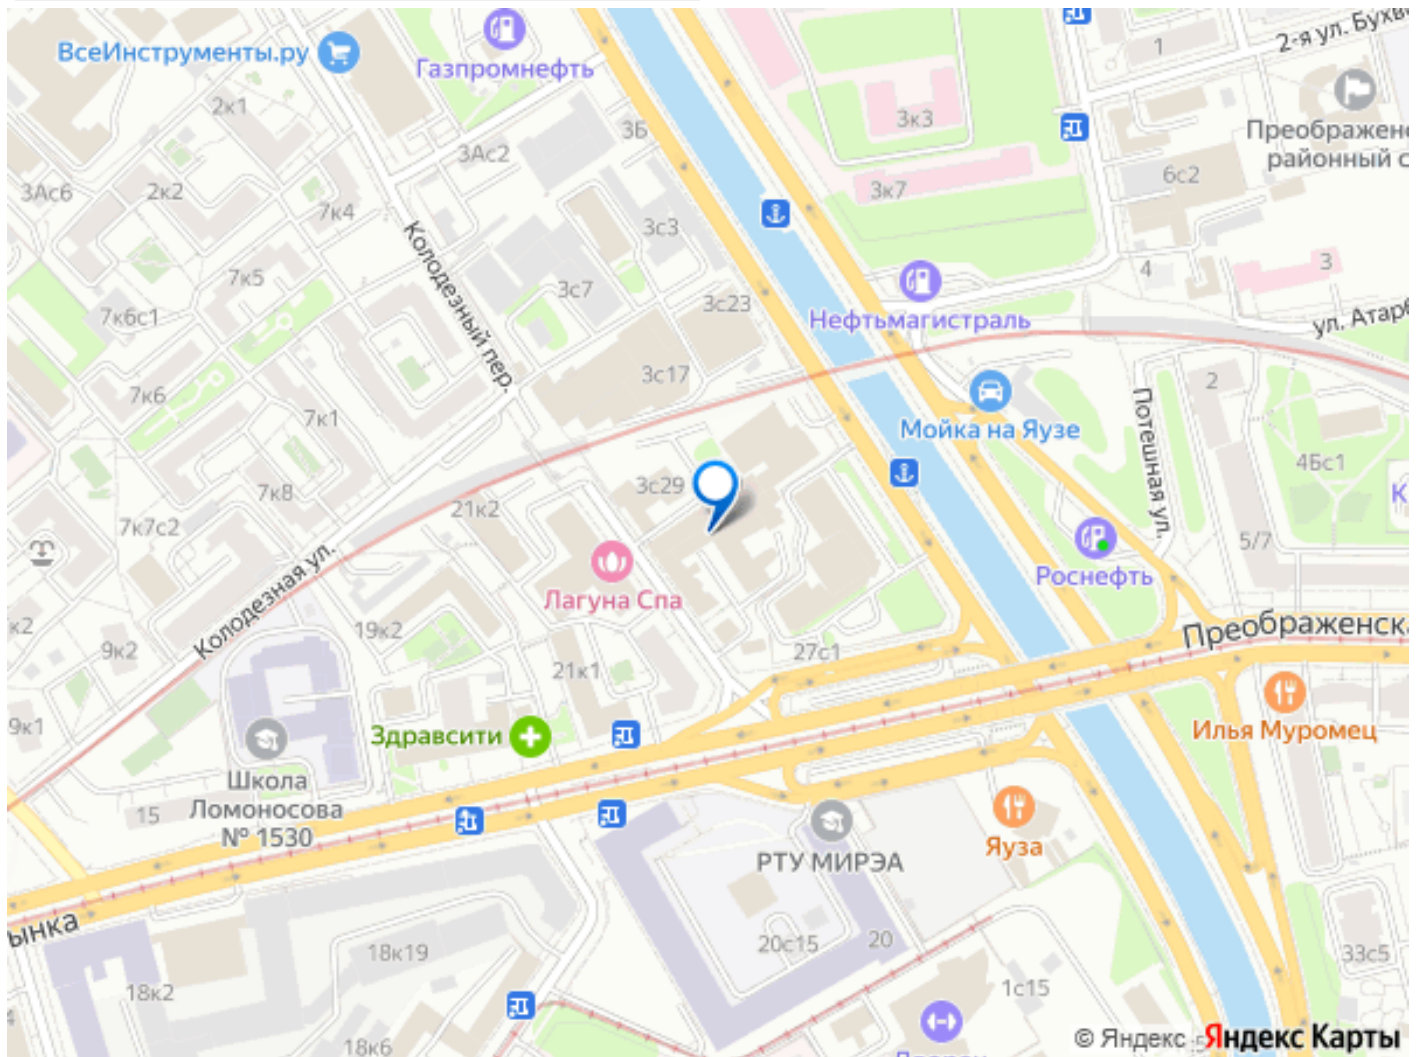 ВсеИнструменты.ру
Газпромнефть
2к1
3Б
3Ас2
3Ас6
2к2
7к4
Колодезный пер.
3с3
7к5
3с7
3с23
7к6с1
7к6
7к1
3с17
1
2-я ул. Бухв
3к3
Преображенс
районный с
3к7
6с2
4
3
Нефтьмагистраль
ул. Атарб
2
Потешная ул.
Мойка на Яузе
4Бс1
К
5/7
Роснефть
7к8
7к7с2
21к2
3с29
Колодезная ул.
Лагуна Спа
к2
9к2
19к2
21к1
27с1
Преображенска
9к1
Здравсити
Илья Муромец
Школа
Ломоносова
№ 1530
15
РТУ МИРЭА
Яуза
ынка
18к19
18к2
20с15
20
33с5
1с15
18к6
© Яндекс
Яндекс Карты